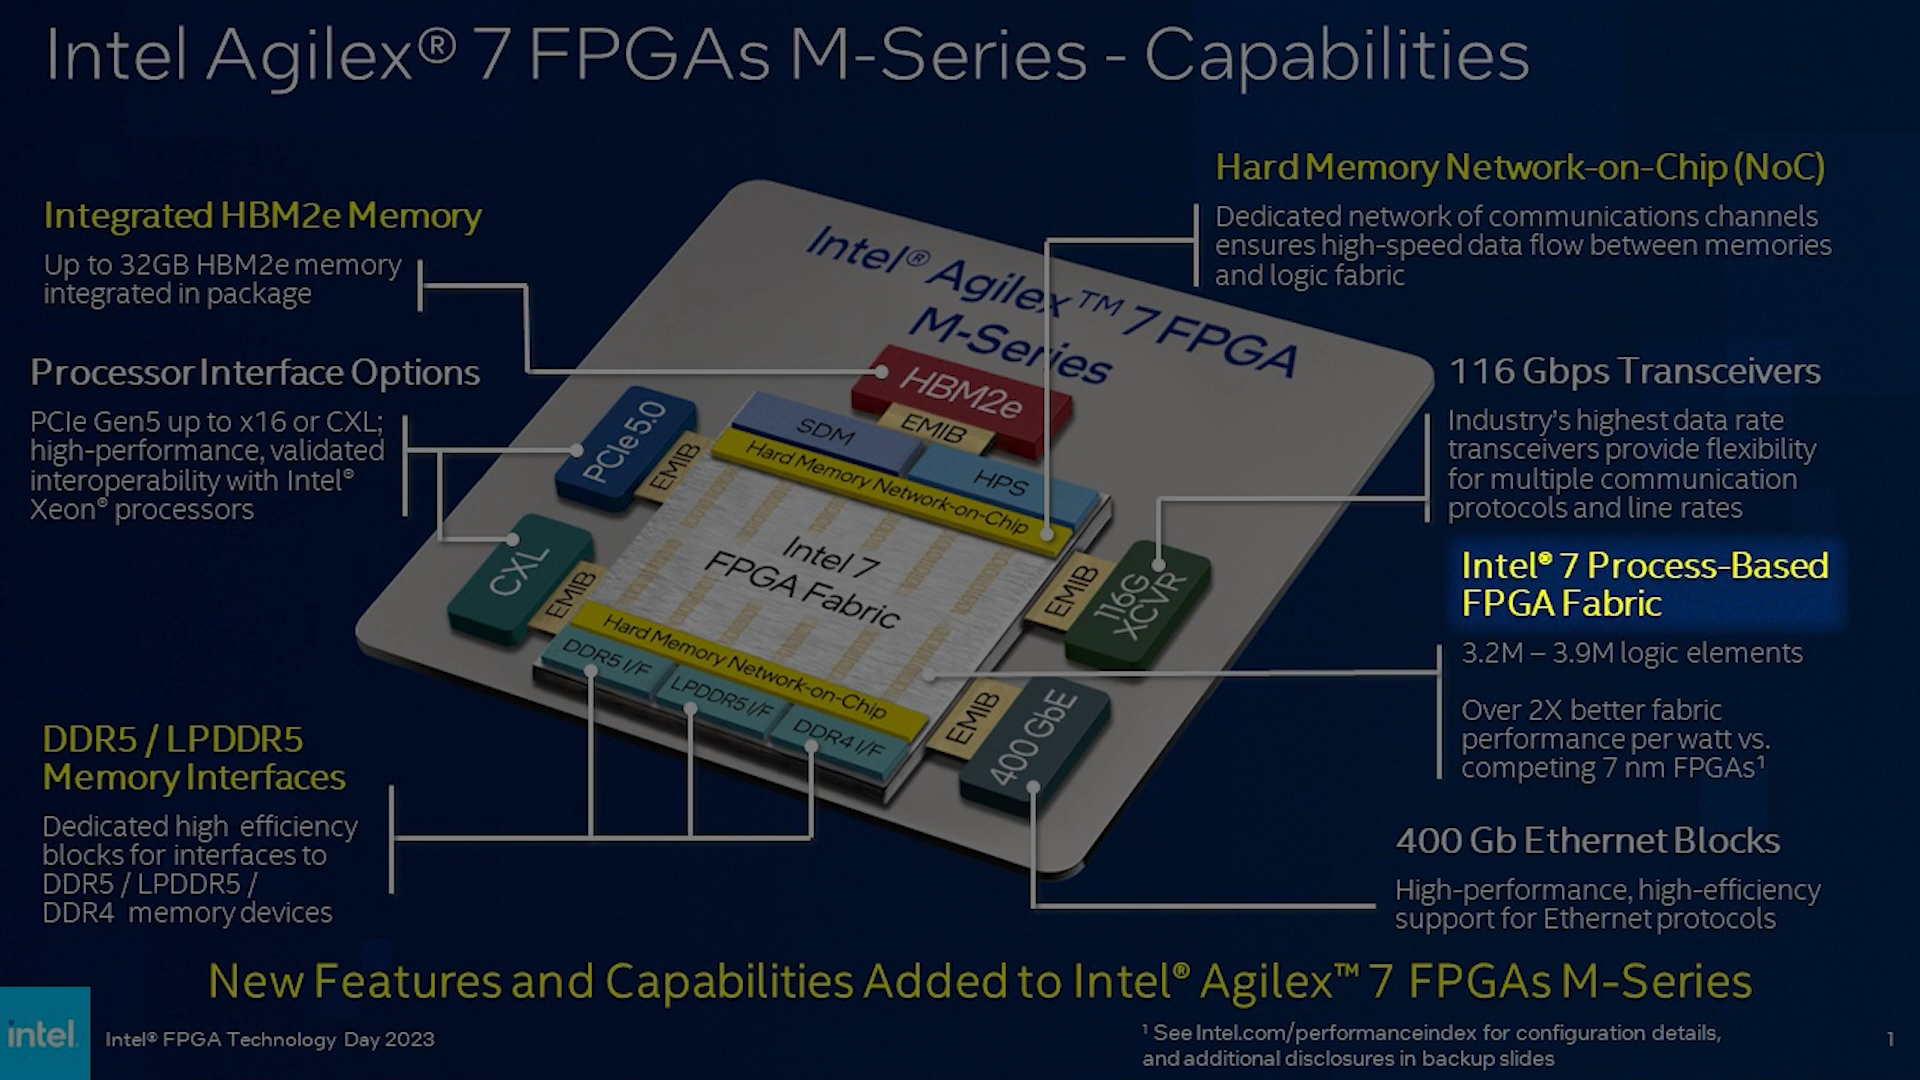 Intel Agilex® 7 FPGAs M-Series - Capabilities
Integrated HBM2e Memory
Up to 32GB HBM2e memory
integrated in package
Processor Interface Options
PCIe Gen5 up to x16 or CXL;
high-performance, validated
interoperability with Intel®
Xeon® processors
DDR5 / LPDDR5
Memory Interfaces
Dedicated high efficiency
blocks for interfaces to
DDR5 / LPDDR5 /
DDR4 memory devices
Intel® Agilex™ 7 FPGA
M-Series
HBM2e
EMIB
SDM
HPS
Hard Memory Network-on-Chip
PCIe 5.0
EMIB
CXL
EMIB
Intel 7
FPGA Fabric
EMIB
116G
XCVR
EMIB
400 GbE
Hard Memory Network-on-Chip
DDR5 I/F
LPDDR5 I/F
DDR4 I/F
Hard Memory Network-on-Chip (NoC)
Dedicated network of communications channels
ensures high-speed data flow between memories
and logic fabric
116 Gbps Transceivers
Industry's highest data rate
transceivers provide flexibility
for multiple communication
protocols and line rates
Intel® 7 Process-Based
FPGA Fabric
3.2M – 3.9M logic elements
Over 2X better fabric
performance per watt vs.
competing 7 nm FPGAs¹
400 Gb Ethernet Blocks
High-performance, high-efficiency
support for Ethernet protocols
New Features and Capabilities Added to Intel® Agilex™ 7 FPGAs M-Series
intel.
Intel® FPGA Technology Day 2023
¹ See Intel.com/performanceindex for configuration details,
and additional disclosures in backup slides
1